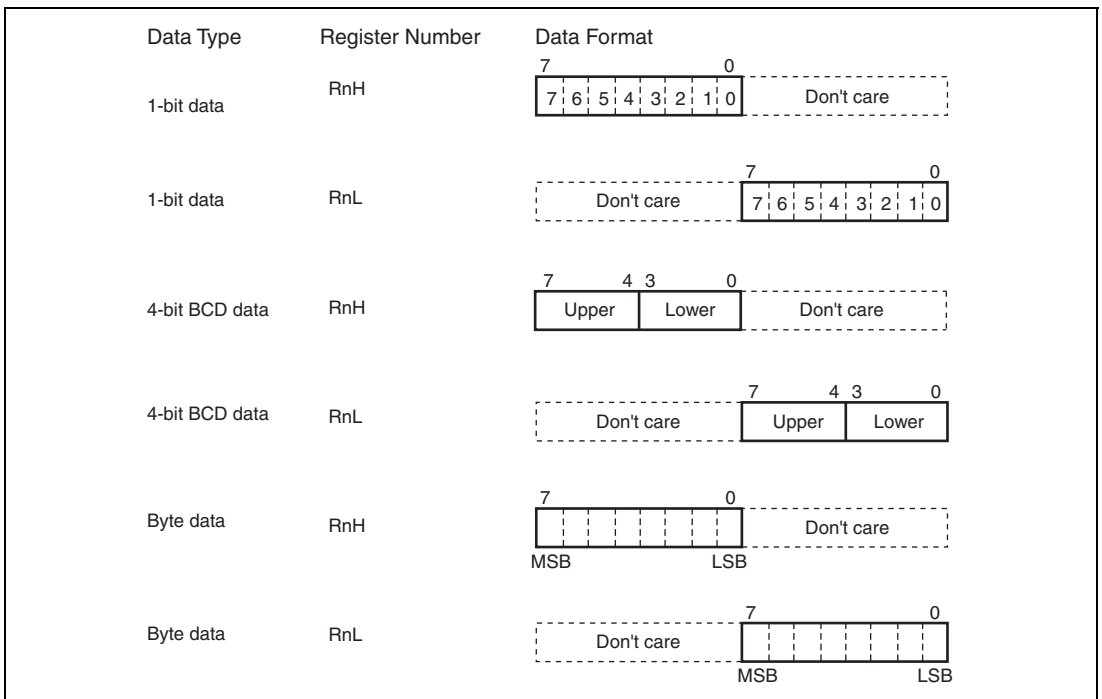 Data Type Register Number Data Format
7 0
1-bit data RnH 7 6 5 4 3 2 1 0 Don't care
7 0
1-bit data RnL Don't care 7 6 5 4 3 2 1 0
7 4 3 0
4-bit BCD data RnH Upper Lower Don't care
7 4 3 0
4-bit BCD data RnL Don't care Upper Lower
7 0
Byte data RnH Don't care
MSB LSB
7 0
Byte data RnL Don't care
MSB LSB